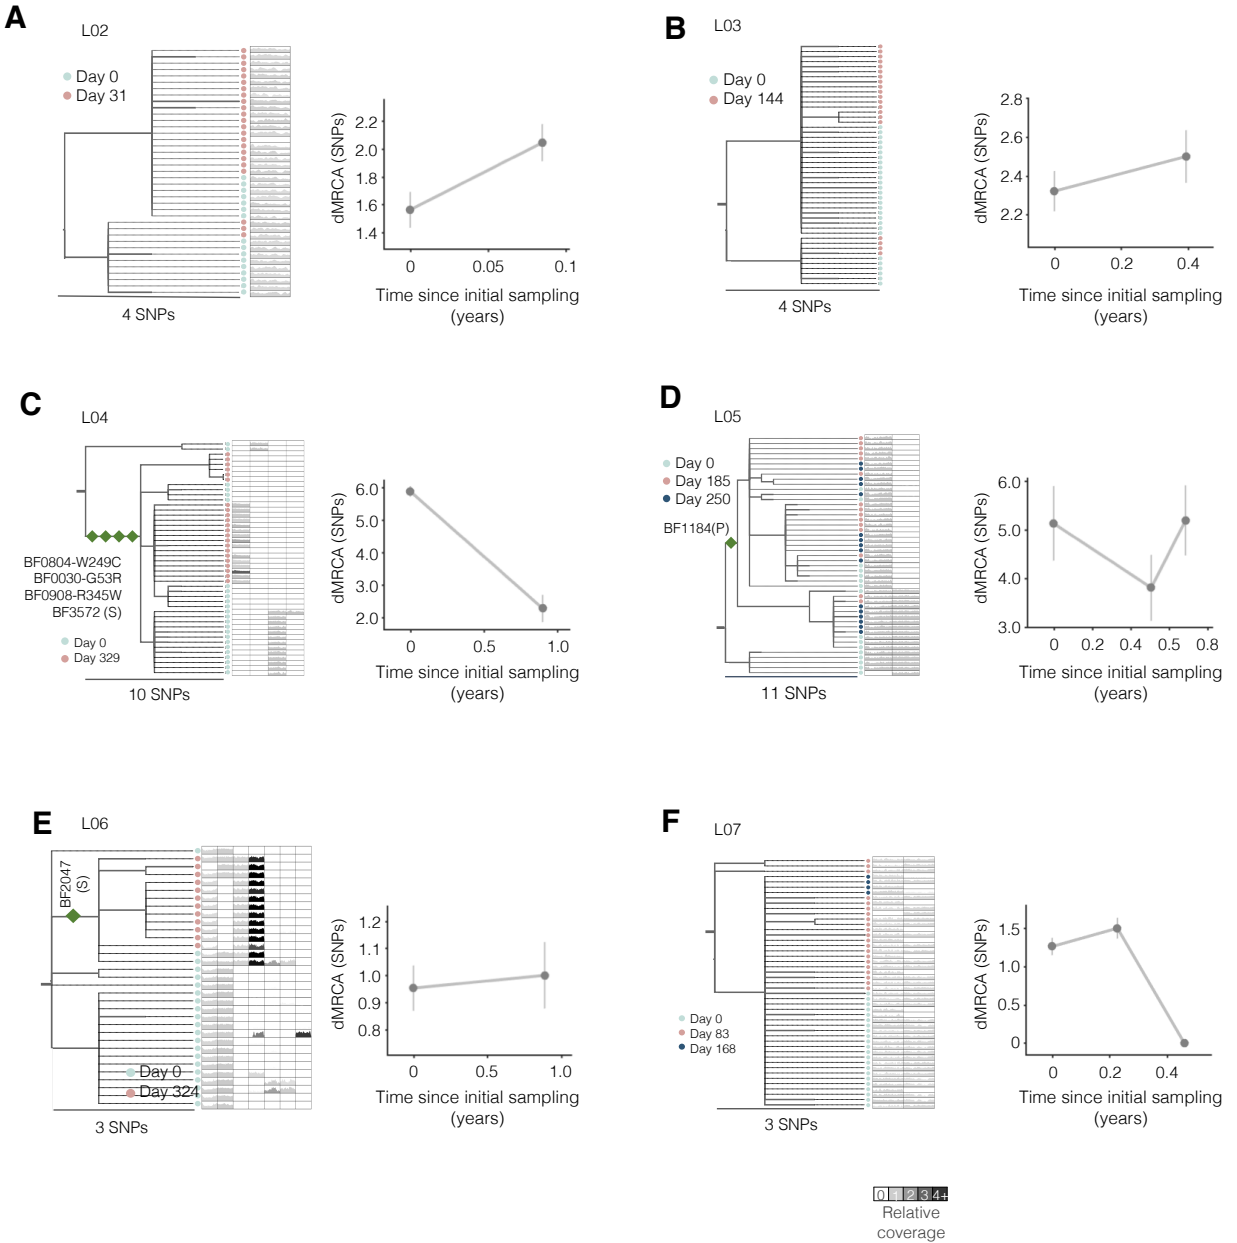 A
L02
Day 0
Day 31
4 SNPs
dMRCA (SNPs)
2.2
2.0
1.8
1.6
1.4
0
0.05
0.1
Time since initial sampling
(years)
B
L03
Day 0
Day 144
4 SNPs
dMRCA (SNPs)
2.8
2.6
2.4
2.2
0
0.2
0.4
Time since initial sampling
(years)
C
L04
BF0804-W249C
BF0030-G53R
BF0908-R345W
BF3572 (S)
Day 0
Day 329
10 SNPs
dMRCA (SNPs)
6.0
5.0
4.0
3.0
2.0
0
0.5
1.0
Time since initial sampling
(years)
D
L05
Day 0
Day 185
Day 250
BF1184(P)
11 SNPs
dMRCA (SNPs)
6.0
5.0
4.0
3.0
0
0.2
0.4
0.5
0.8
Time since initial sampling
(years)
E
L06
BF2047
(S)
Day 0
Day 324
3 SNPs
dMRCA (SNPs)
1.2
1.1
1.0
0.9
0.8
0
0.5
1.0
Time since initial sampling
(years)
F
L07
Day 0
Day 83
Day 168
3 SNPs
dMRCA (SNPs)
1.5
1.0
0.5
0
0
0.2
0.4
Time since initial sampling
(years)
0 1 2 3 4+
Relative
coverage